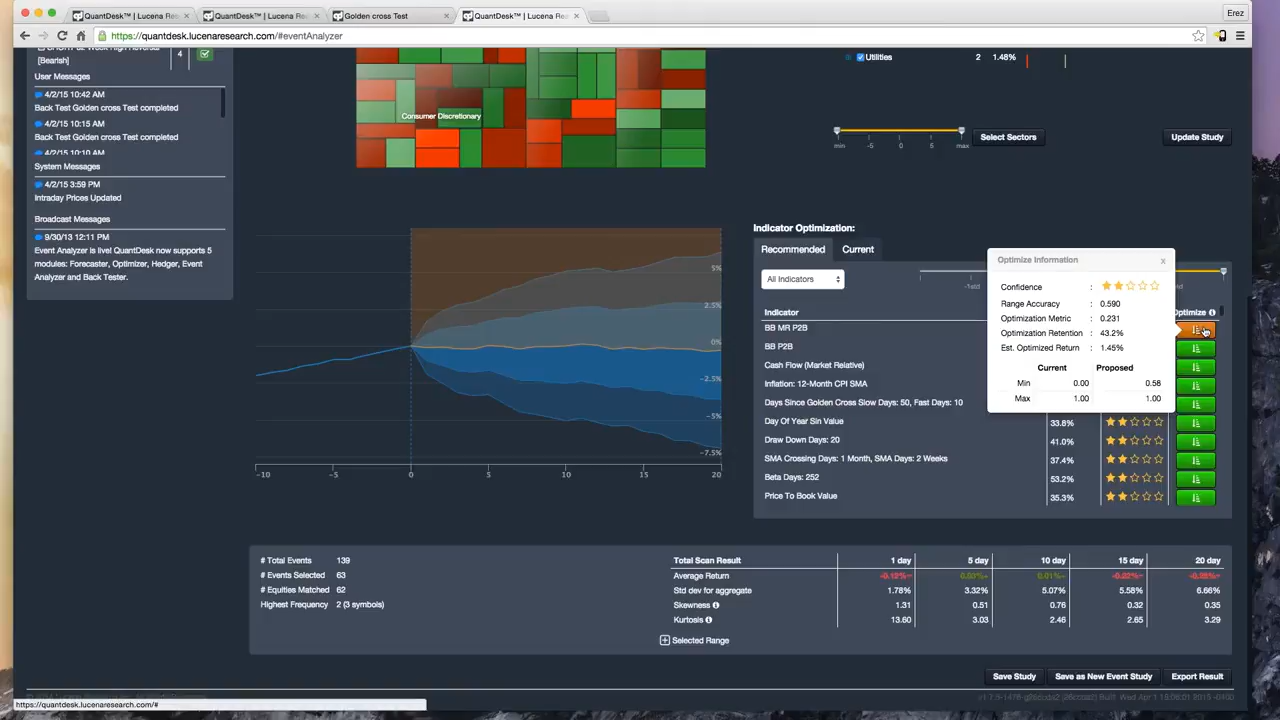 QuantDesk™ | Lucena Re
QuantDesk™ | Lucena Re
Golden cross Test
QuantDesk™ | Lucena Re
Erez
https://quantdesk.lucenaresearch.com/#eventAnalyzer
[Bearish]
4
User Messages
4/2/15 10:42 AM
Back Test Golden cross Test completed
4/2/15 10:15 AM
Back Test Golden cross Test completed
4/2/15 10:10 AM
System Messages
4/2/15 3:59 PM
Intraday Prices Updated
Broadcast Messages
9/30/13 12:11 PM
Event Analyzer is live! QuantDesk now supports 5
modules: Forecaster, Optimizer, Hedger, Event
Analyzer and Back Tester.
Consumer Discretionary
Utilities 2 1.48%
min -5 0 5 max
Select Sectors
Update Study
5%
2.5%
0%
-2.5%
-5%
-7.5%
-10 -5 0 5 10 15 20
Indicator Optimization:
Recommended Current
All Indicators
-1std
Indicator
Optimize
BB MR P2B
BB P2B
Cash Flow (Market Relative)
Inflation: 12-Month CPI SMA
Days Since Golden Cross Slow Days: 50, Fast Days: 10
Day Of Year Sin Value 33.8%
Draw Down Days: 20 41.0%
SMA Crossing Days: 1 Month, SMA Days: 2 Weeks 37.4%
Beta Days: 252 53.2%
Price To Book Value 35.3%
Optimize Information x
Confidence :
Range Accuracy : 0.590
Optimization Metric : 0.231
Optimization Retention : 43.2%
Est. Optimized Return : 1.45%
Current Proposed
Min 0.00 0.58
Max 1.00 1.00
# Total Events 139
# Events Selected 63
# Equities Matched 62
Highest Frequency 2 (3 symbols)
Total Scan Result 1 day 5 day 10 day 15 day 20 day
Average Return
Std dev for aggregate 1.78% 3.32% 5.07% 5.58% 6.66%
Skewness 1.31 0.51 0.76 0.32 0.35
Kurtosis 13.60 3.03 2.46 2.65 3.29
Selected Range
Save Study
Save as New Event Study
Export Result
https://quantdesk.lucenaresearch.com/#